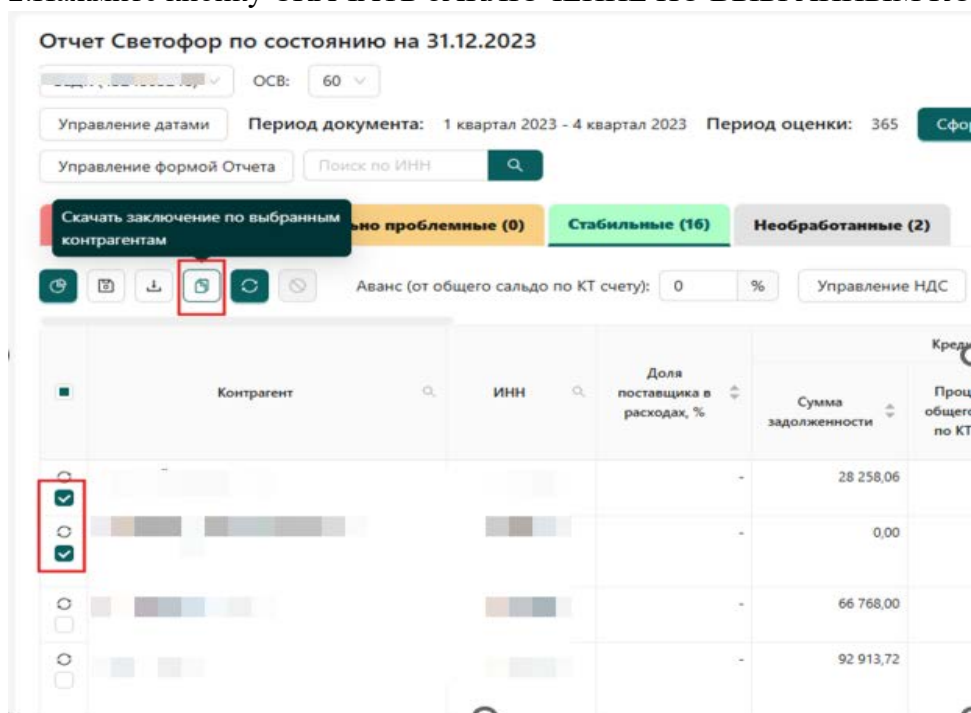 Отчет Светофор по состоянию на 31.12.2023
ОСВ: 60
Управление датами Период документа: 1 квартал 2023 - 4 квартал 2023 Период оценки: 365
Управление формой Отчета Поиск по ИНН
Скачать заключение по выбранным
контрагентам
проблемные (0) Стабильные (16) Необработанные (2)
Аванс (от общего сальдо по КТ счету): 0 % Управление НДС
Контрагент ИНН
Доля
поставщика в
расходах, %
Сумма
задолженности
по КТ
- 28 258,06
- 0,00
- 66 768,00
- 92 913,72